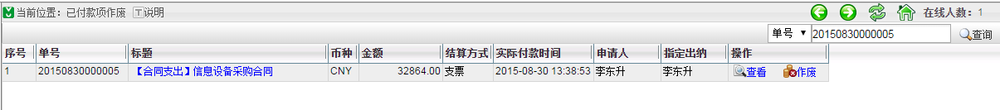 当前位置：已付款项作废 T说明 在线人数：1
单号 20150830000005 查询
序号 单号 标题 币种 金额 结算方式 实际付款时间 申请人 指定出纳 操作
1 20150830000005 【合同支出】信息设备采购合同 CNY 32864.00 支票 2015-08-30 13:38:53 李东升 李东升 查看 作废